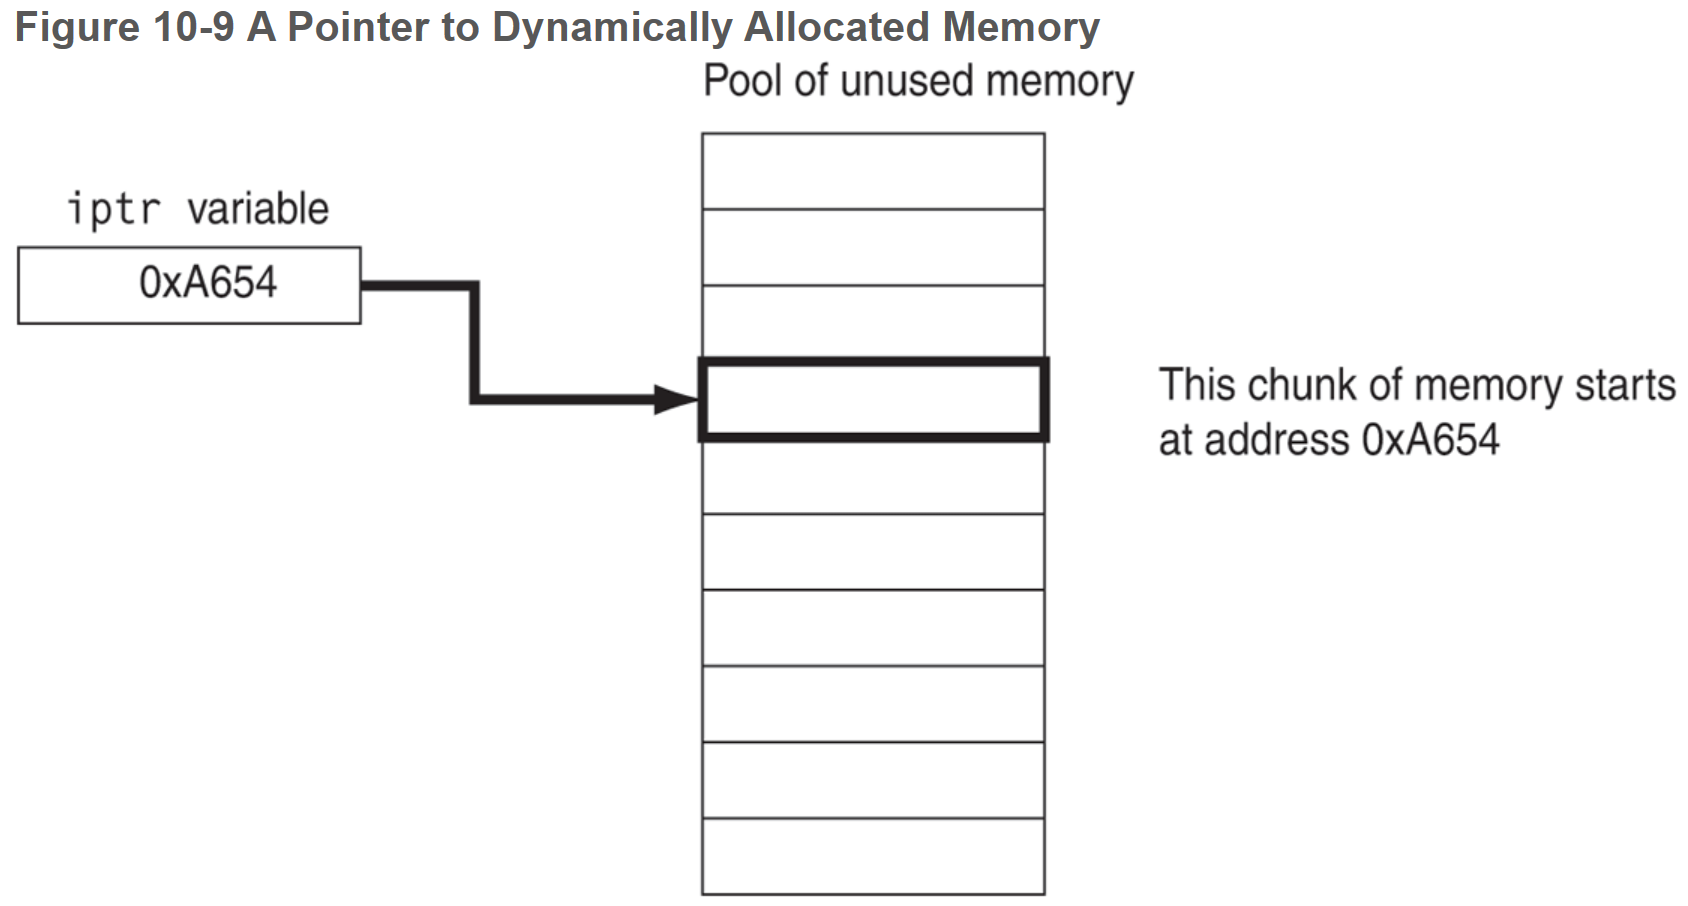 Figure 10-9 A Pointer to Dynamically Allocated Memory
Pool of unused memory
iptr variable
0xA654
This chunk of memory starts
at address 0xA654